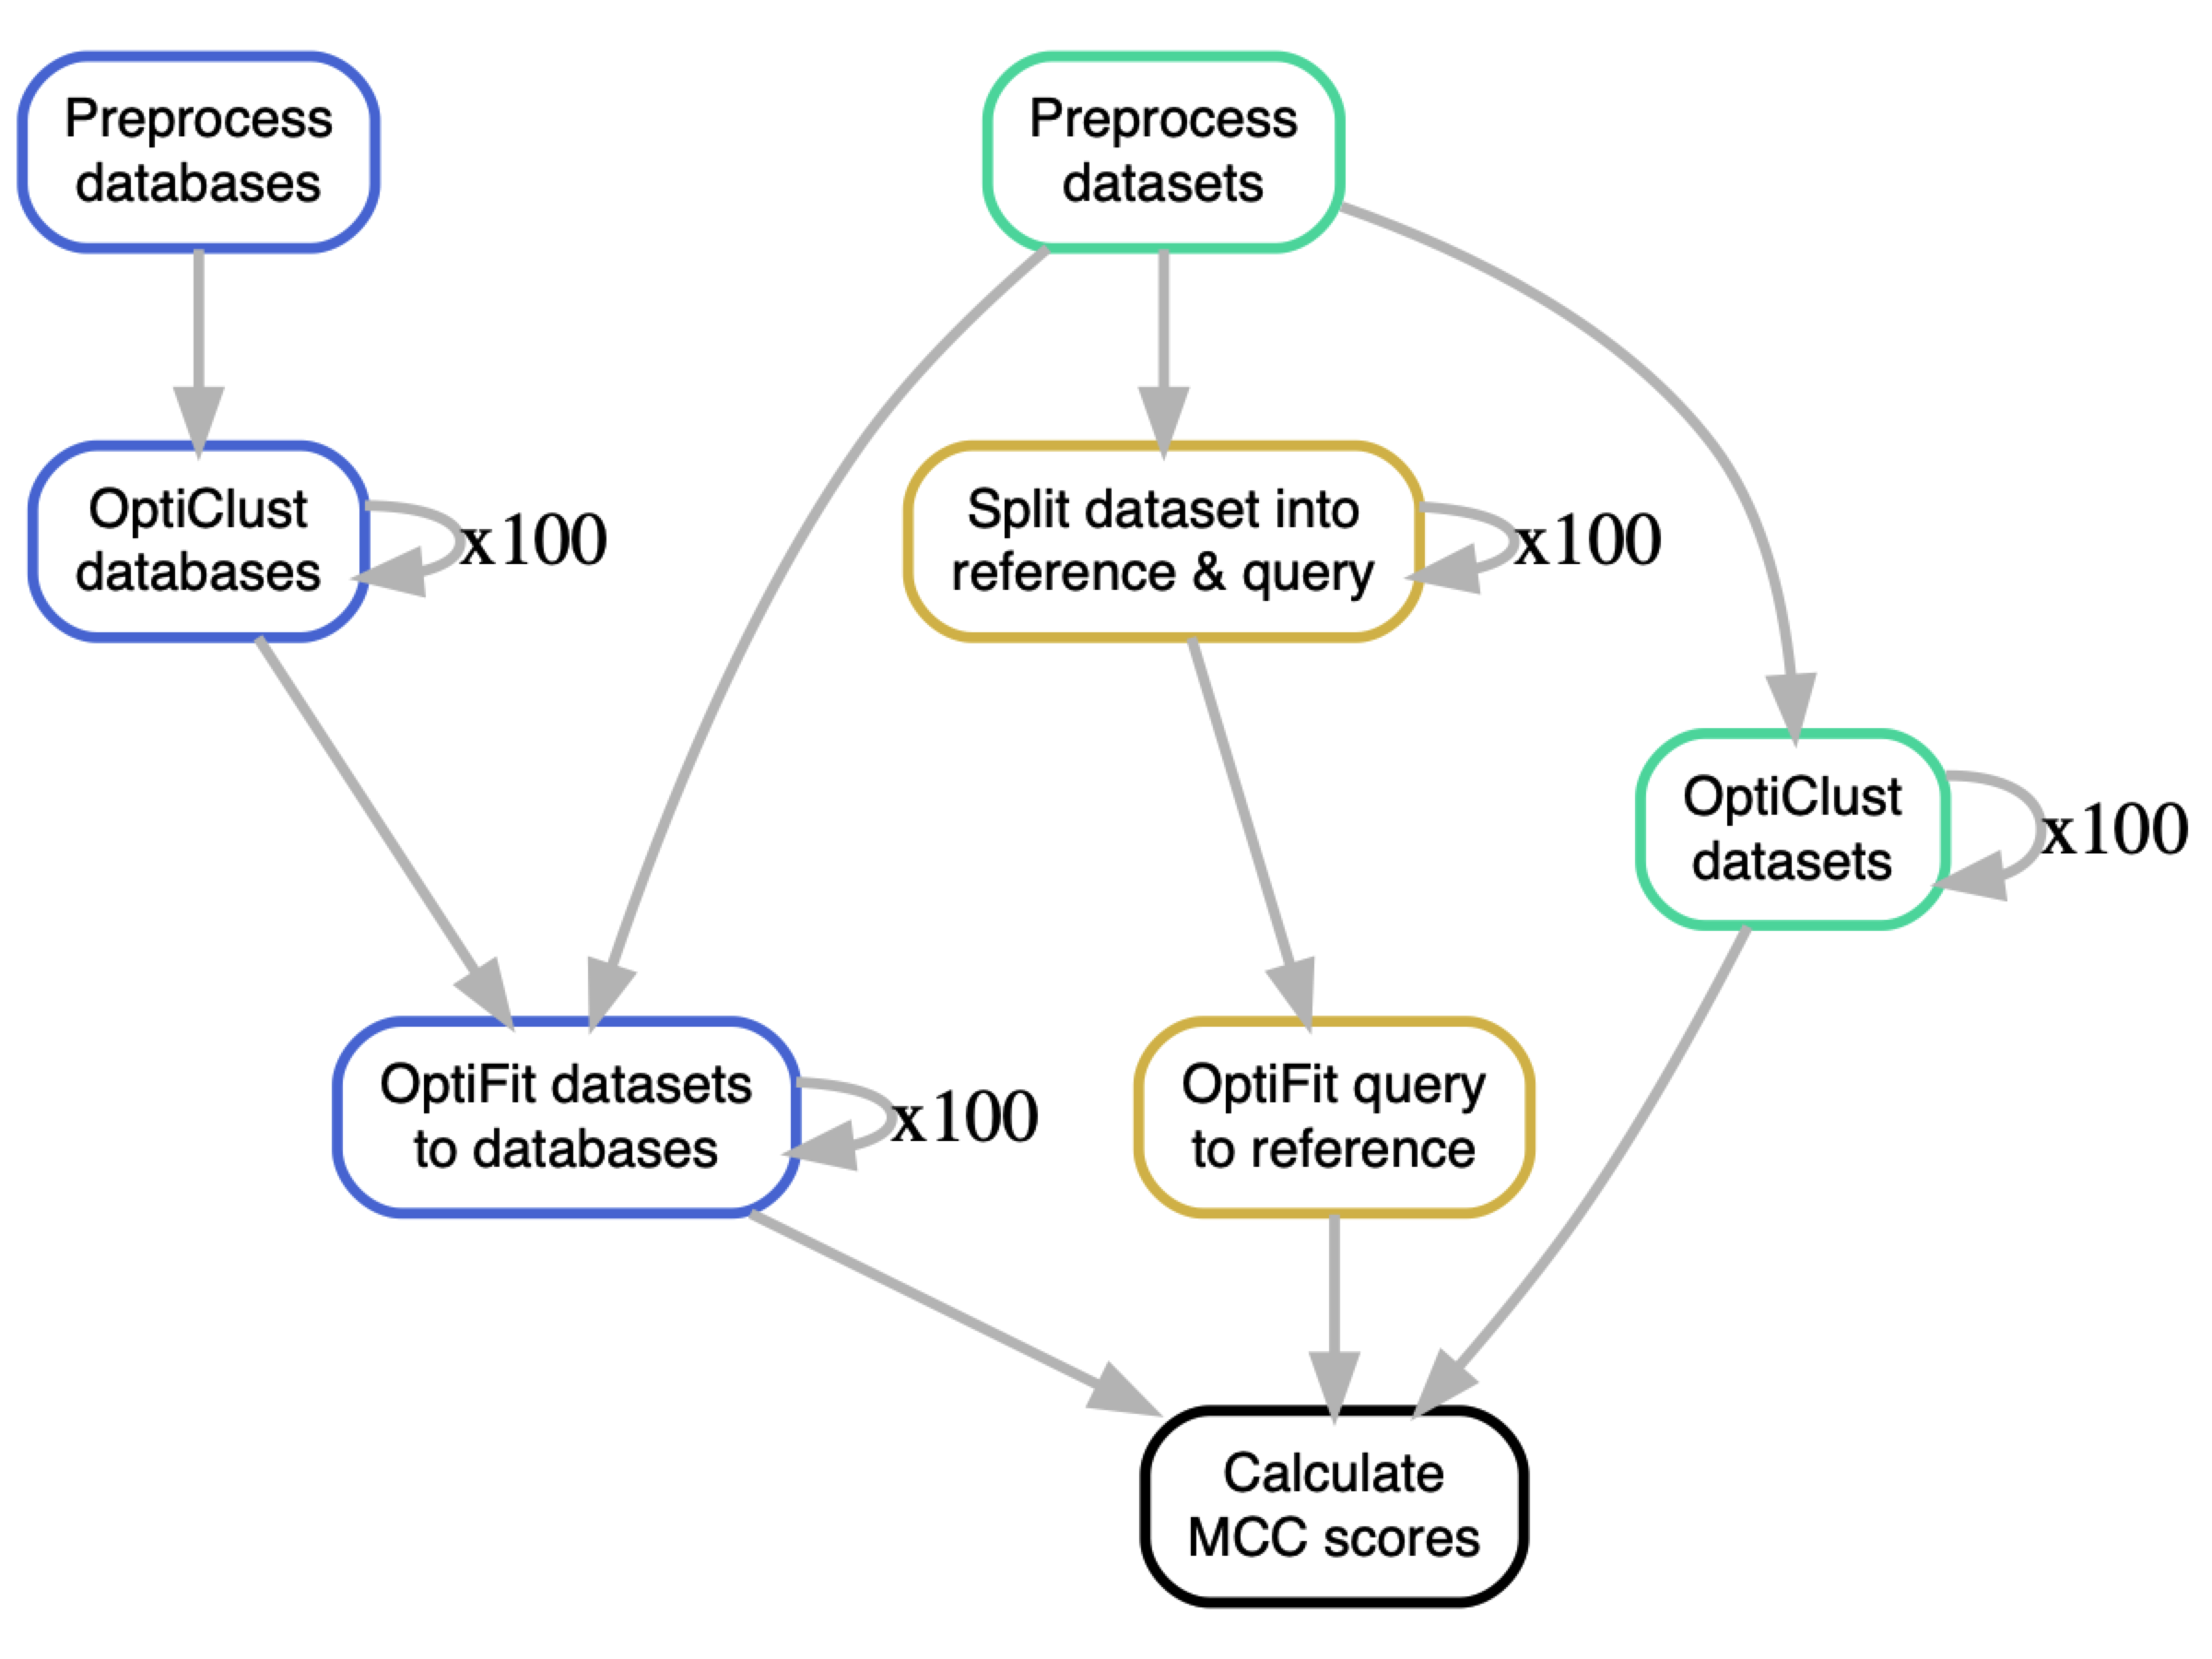 Preprocess
databases
Preprocess
datasets
OptiClust
databases
x100
Split dataset into
reference & query
x100
OptiClust
datasets
x100
OptiFit datasets
to databases
x100
OptiFit query
to reference
Calculate
MCC scores